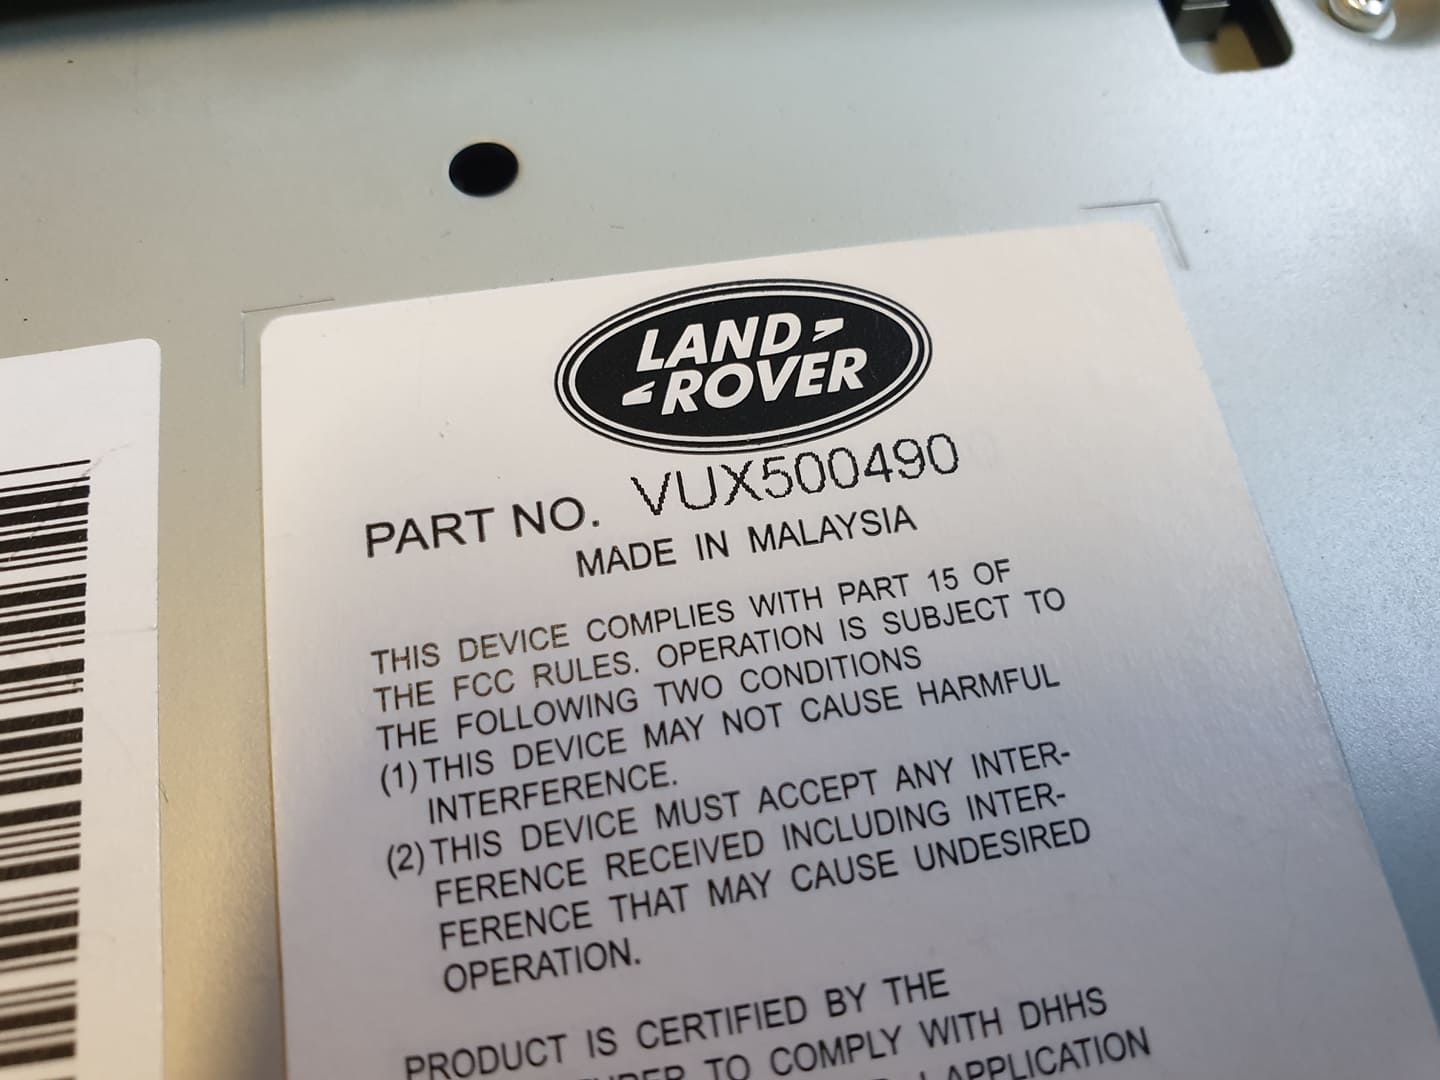 LAND
ROVER
PART NO. VUX500490
MADE IN MALAYSIA
THIS DEVICE COMPLIES WITH PART 15 OF
THE FCC RULES. OPERATION IS SUBJECT TO
THE FOLLOWING TWO CONDITIONS
(1) THIS DEVICE MAY NOT CAUSE HARMFUL
INTERFERENCE.
(2) THIS DEVICE MUST ACCEPT ANY INTER-
FERENCE RECEIVED INCLUDING INTER-
FERENCE THAT MAY CAUSE UNDESIRED
OPERATION.
PRODUCT IS CERTIFIED BY THE
TO COMPLY WITH DHHS
APPLICATION